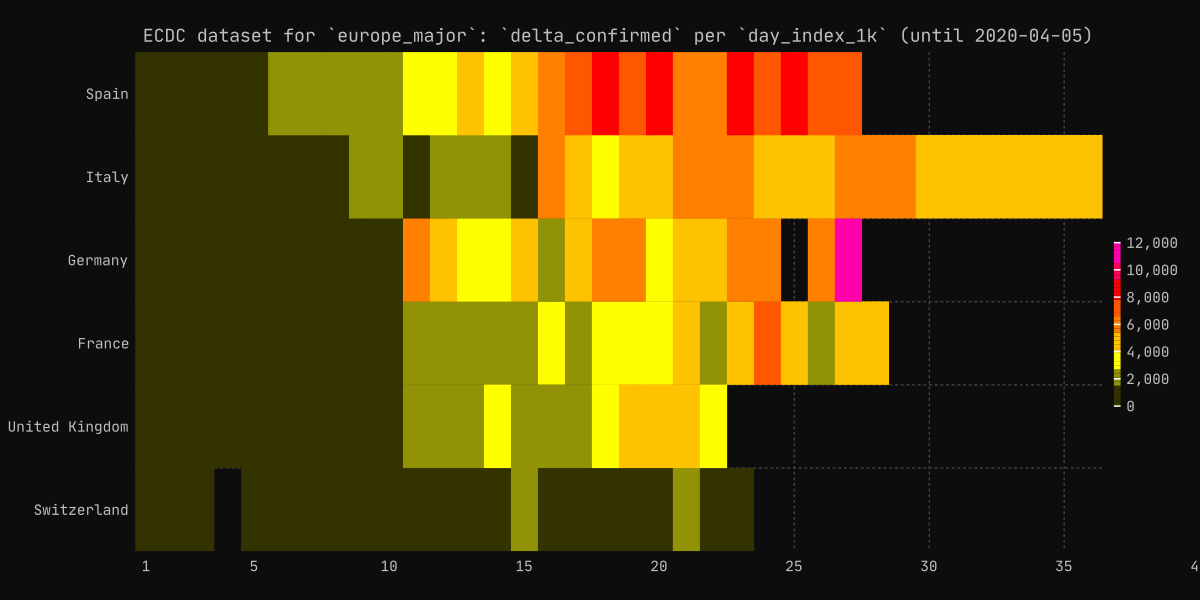 ECDC dataset for `europe_major`: `delta_confirmed` per `day_index_1k` (until 2020-04-05)
Spain
Italy
Germany
France
United Kingdom
Switzerland
12,000
10,000
8,000
6,000
4,000
2,000
0
1 5 10 15 20 25 30 35 4